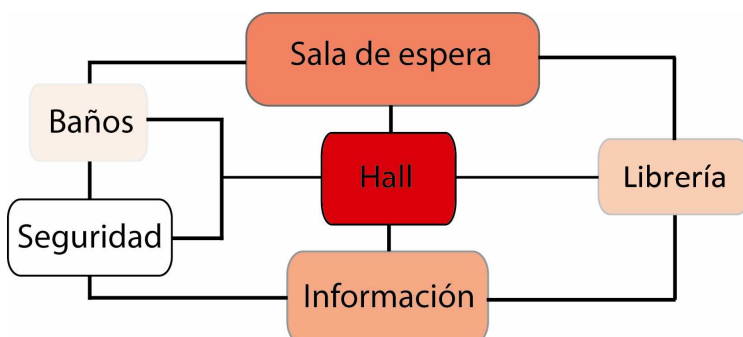 Sala de espera
Baños
Hall
Librería
Seguridad
Información